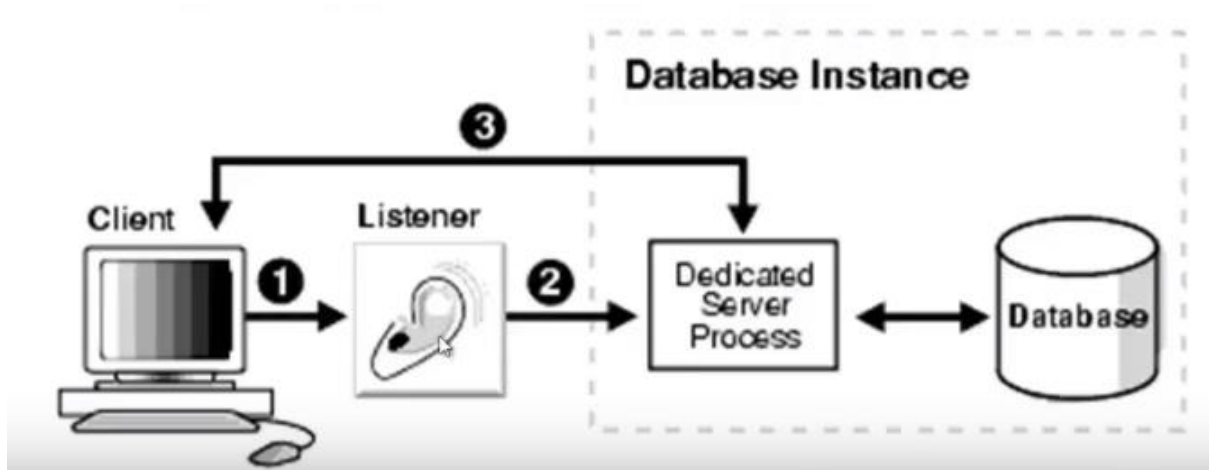 Database Instance
3
Client
Listener
1
2
Dedicated
Server
Process
Database